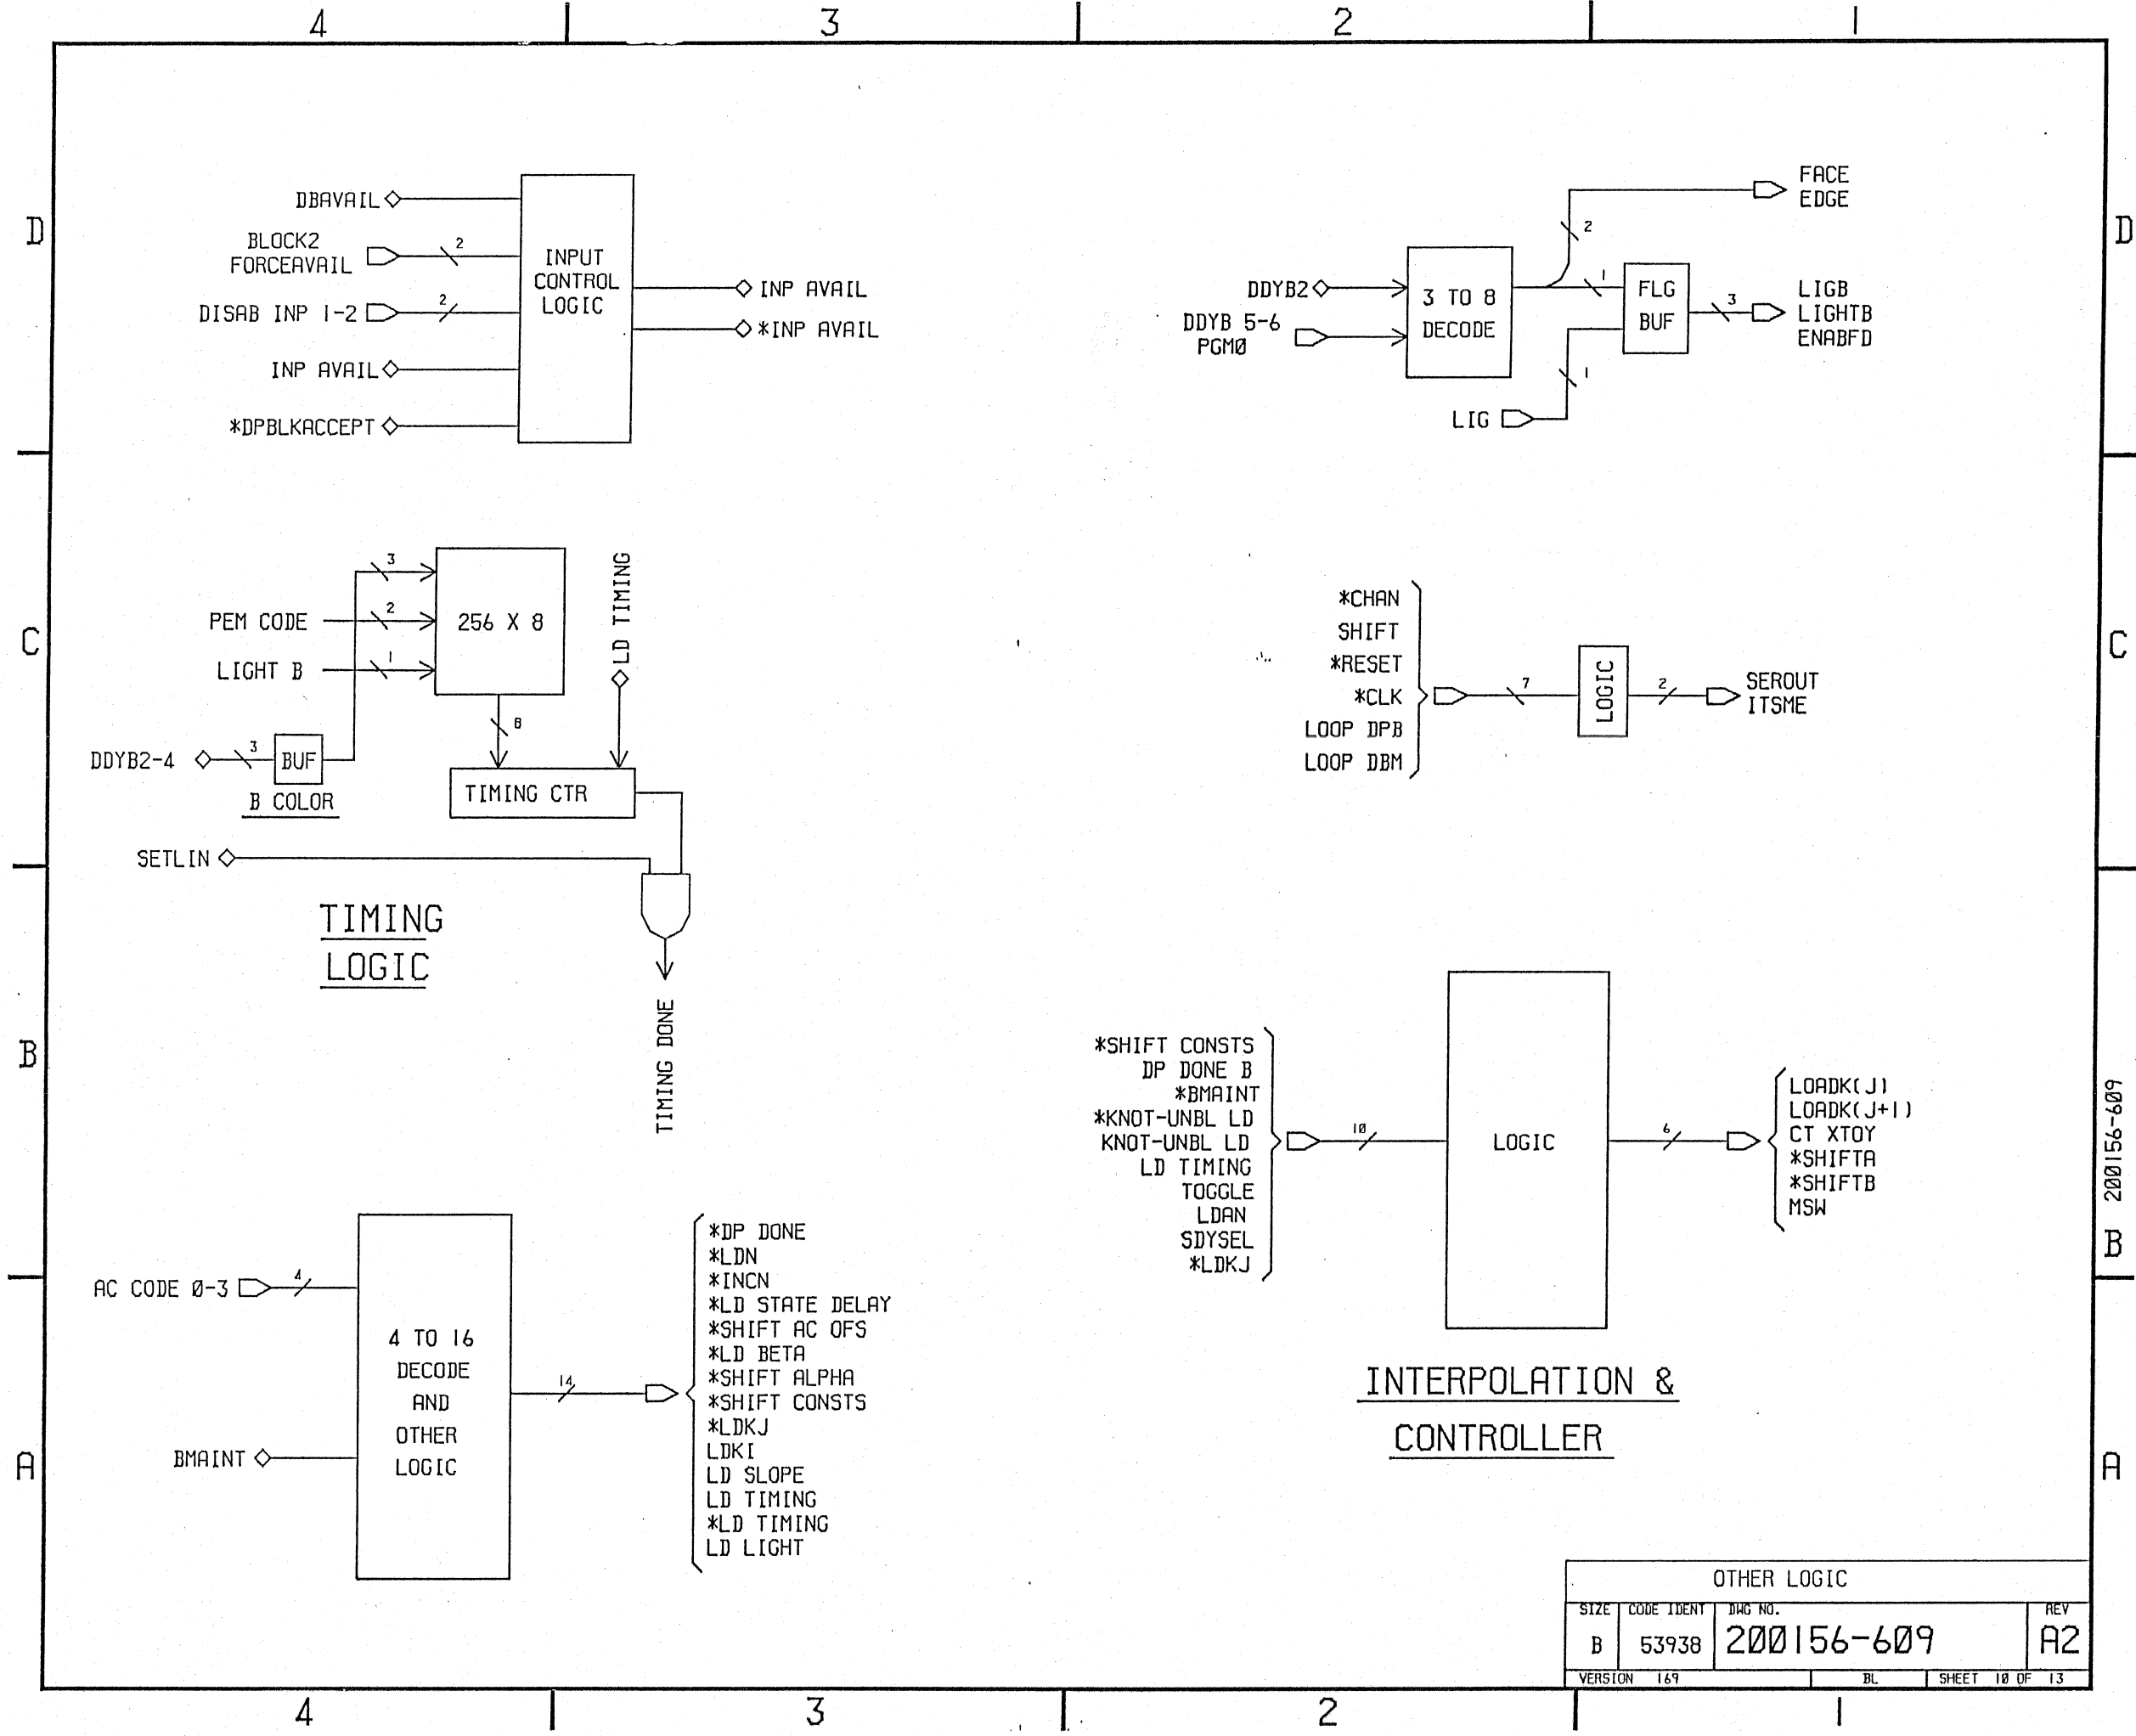 4 3 2 1
D
DBAVAIL
BLOCK2
FORCEAVAIL
2
DISAB INP 1-2
2
INP AVAIL
*DPBLKACCEPT
INPUT
CONTROL
LOGIC
INP AVAIL
*INP AVAIL
DDYB2
DDYB 5-6
PGMØ
3 TO 8
DECODE
2
FACE
EDGE
1
FLG
BUF
3
LIGB
LIGHTB
ENABFD
1
LIG
D
C
3
PEM CODE
2
LIGHT B
1
256 X 8
LD TIMING
8
DDYB2-4
3
BUF
B COLOR
TIMING CTR
SETLIN
TIMING
LOGIC
TIMING DONE
*CHAN
SHIFT
*RESET
*CLK
LOOP DPB
LOOP DBM
7
LOGIC
2
SEROUT
ITSME
C
B
*SHIFT CONSTS
DP DONE B
*BMAINT
*KNOT-UNBL LD
KNOT-UNBL LD
LD TIMING
TOGGLE
LDAN
SDYSEL
*LDKJ
1Ø
LOGIC
6
LOADK(J)
LOADK(J+1)
CT XTOY
*SHIFTA
*SHIFTB
MSW
INTERPOLATION &
CONTROLLER
200156-609
B
A
AC CODE Ø-3
4
BMAINT
4 TO 16
DECODE
AND
OTHER
LOGIC
14
*DP DONE
*LDN
*INCN
*LD STATE DELAY
*SHIFT AC OFS
*LD BETA
*SHIFT ALPHA
*SHIFT CONSTS
*LDKJ
LDKI
LD SLOPE
LD TIMING
*LD TIMING
LD LIGHT
A
OTHER LOGIC
SIZE CODE IDENT DWG NO. REV
B 53938 200156-609 A2
VERSION 169 BL SHEET 1Ø OF 13
4 3 2 1